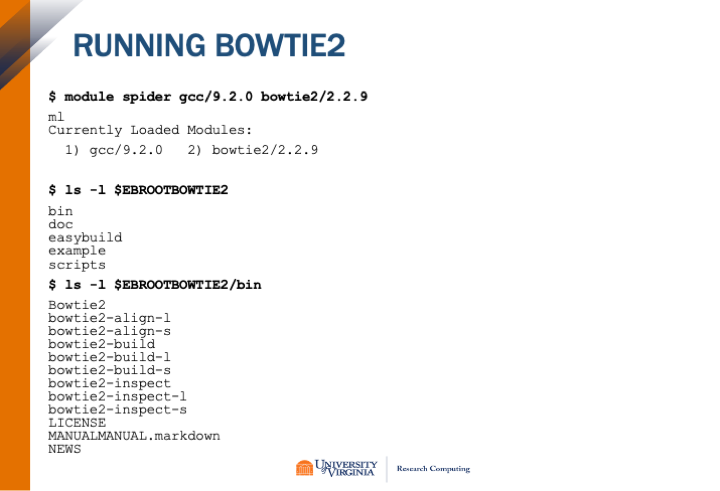 RUNNING BOWTIE2
$ module spider gcc/9.2.0 bowtie2/2.2.9
ml
Currently Loaded Modules:
1) gcc/9.2.0 2) bowtie2/2.2.9
$ ls -l $EBROOTBOWTIE2
bin
doc
easybuild
example
scripts
$ ls -l $EBROOTBOWTIE2/bin
Bowtie2
bowtie2-align-l
bowtie2-align-s
bowtie2-build
bowtie2-build-l
bowtie2-build-s
bowtie2-inspect
bowtie2-inspect-l
bowtie2-inspect-s
LICENSE
MANUALMANUAL.markdown
NEWS
UNIVERSITY of VIRGINIA
Research Computing